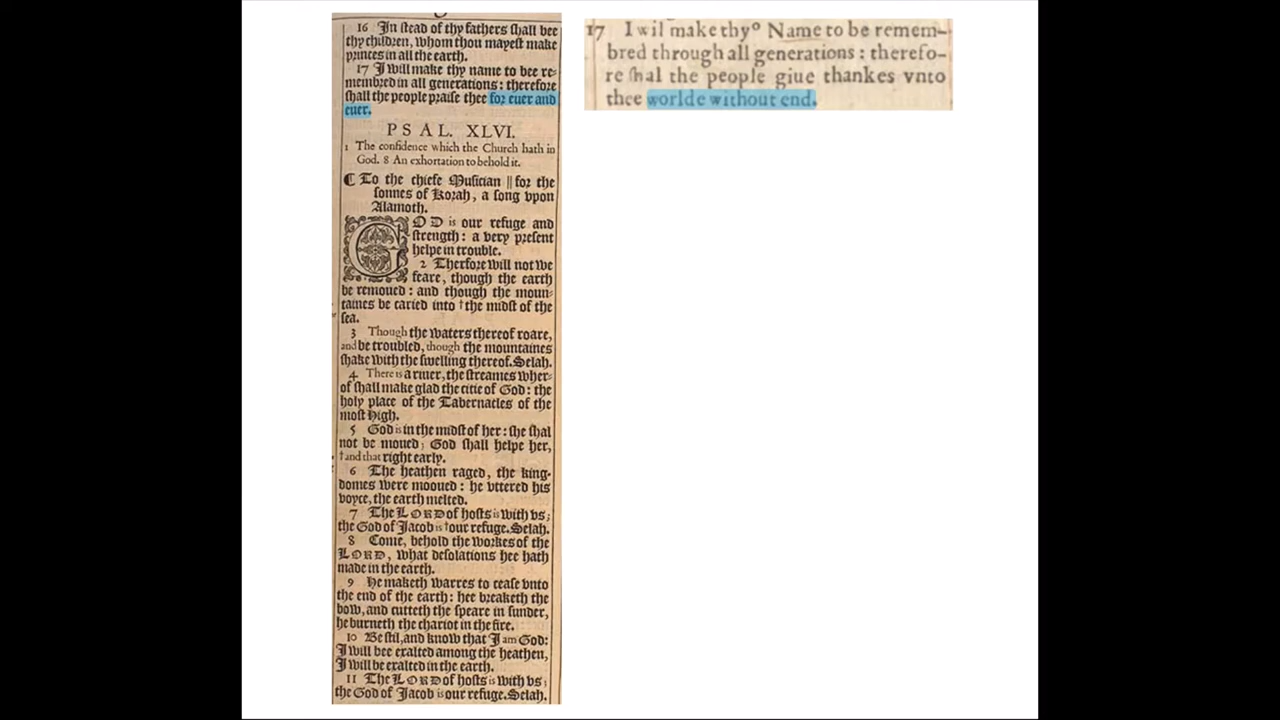 16 In stead of thy fathers shall bee
thy children, whom thou mayest make
princes in all the earth.
17 I will make thy name to bee re-
membred in all generations: therefore
shall the people praise thee for euer and
euer.
PSAL. XLVI.
1 The confidence which the Church hath in
God. 8 An exhortation to behold it.
¶ To the chiefe Musician || for the
sonnes of Korah, a song vpon
Alamoth.
GOD is our refuge and
strength: a very present
helpe in trouble.
2 Therfore will not we
feare, though the earth
be remoued: and though the moun-
taines be caried into †the midst of the
sea.
3 Though the waters thereof roare,
and be troubled, though the mountaines
shake with the swelling thereof. Selah.
4 There is a riuer, the streames wher-
of shall make glad the citie of God: the
holy place of the Tabernacles of the
most High.
5 God is in the midst of her: she shal
not be moued; God shall helpe her,
†and that right early.
6 The heathen raged, the king-
domes were mooued: he vttered his
voyce, the earth melted.
7 The LORD of hosts is with vs;
the God of Jacob is †our refuge. Selah.
8 Come, behold the workes of the
LORD, what desolations hee hath
made in the earth.
9 He maketh warres to cease vnto
the end of the earth: hee breaketh the
bow, and cutteth the speare in sunder,
he burneth the chariot in the fire.
10 Be stil, and know that I am God:
I will bee exalted among the heathen,
I will be exalted in the earth.
11 The LORD of hosts is with vs;
the God of Jacob is our refuge. Selah.
17 I wil make thy° Name to be remem-
bred through all generations: therefo-
re shal the people giue thankes vnto
thee worlde without end.